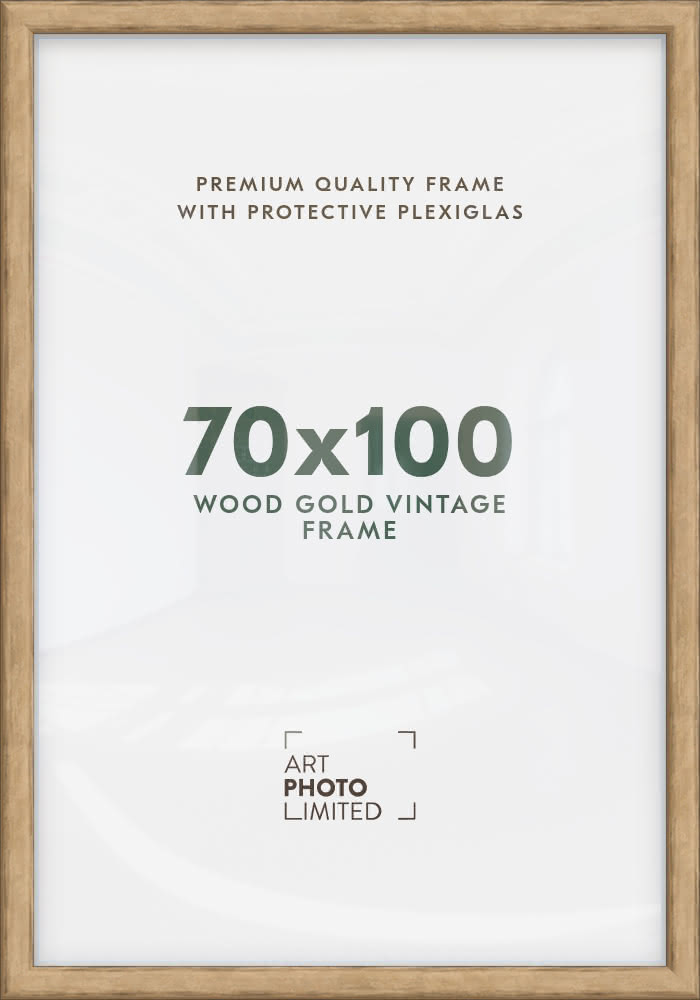 PREMIUM QUALITY FRAME
WITH PROTECTIVE PLEXIGLAS
70x100
WOOD GOLD VINTAGE
FRAME
ART
PHOTO
LIMITED